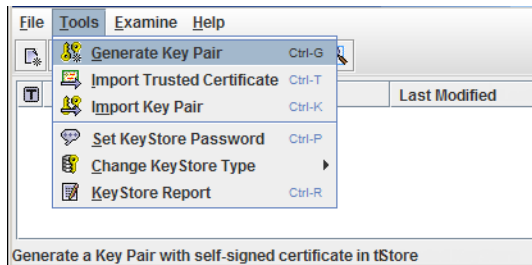 File Tools Examine Help
Generate Key Pair Ctrl-G
Import Trusted Certificate Ctrl-T
Import Key Pair Ctrl-K
T Last Modified
Set KeyStore Password Ctrl-P
Change KeyStore Type
KeyStore Report Ctrl-R
Generate a Key Pair with self-signed certificate in tStore